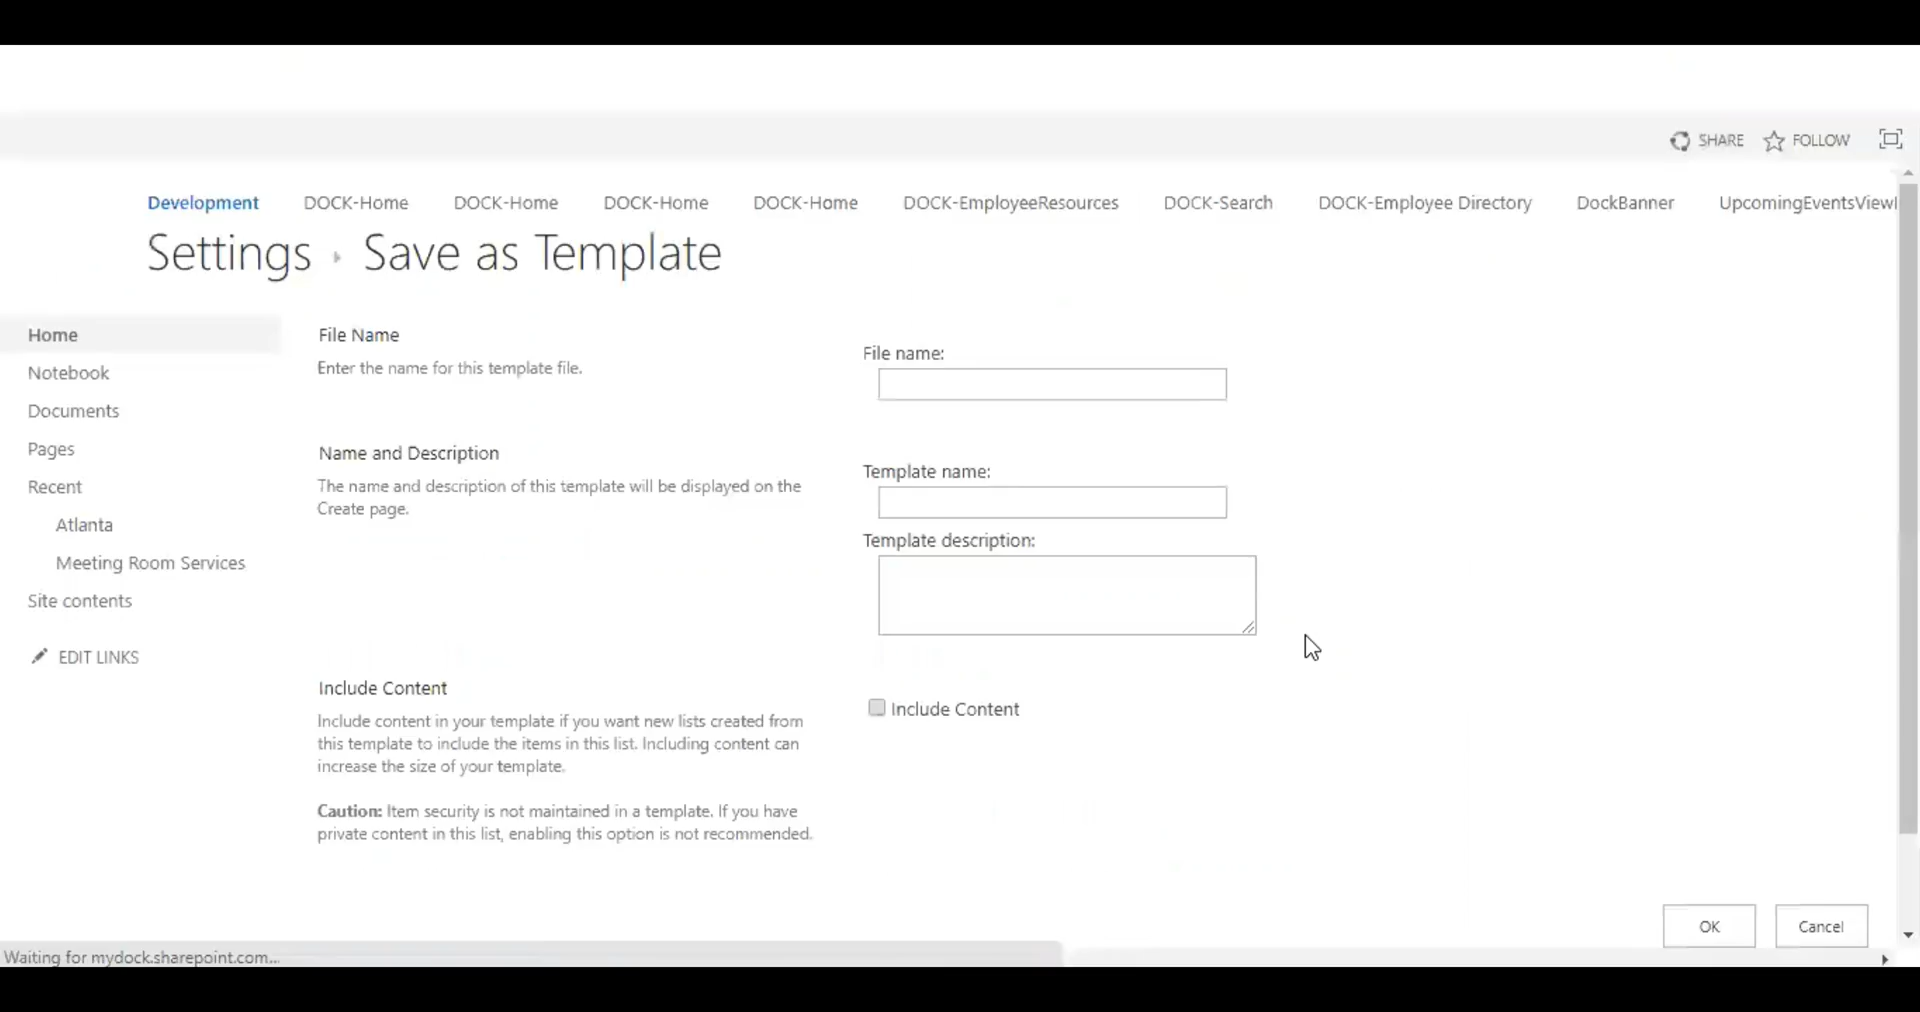 SHARE FOLLOW
Development DOCK-Home DOCK-Home DOCK-Home DOCK-Home DOCK-EmployeeResources DOCK-Search DOCK-Employee Directory DockBanner UpcomingEventsViewI
Settings ▸ Save as Template
Home
Notebook
Documents
Pages
Recent
Atlanta
Meeting Room Services
Site contents
EDIT LINKS
File Name
Enter the name for this template file.
File name:
Name and Description
The name and description of this template will be displayed on the
Create page.
Template name:
Template description:
Include Content
Include content in your template if you want new lists created from
this template to include the items in this list. Including content can
increase the size of your template.
Caution: Item security is not maintained in a template. If you have
private content in this list, enabling this option is not recommended.
Include Content
OK Cancel
Waiting for mydock.sharepoint.com...